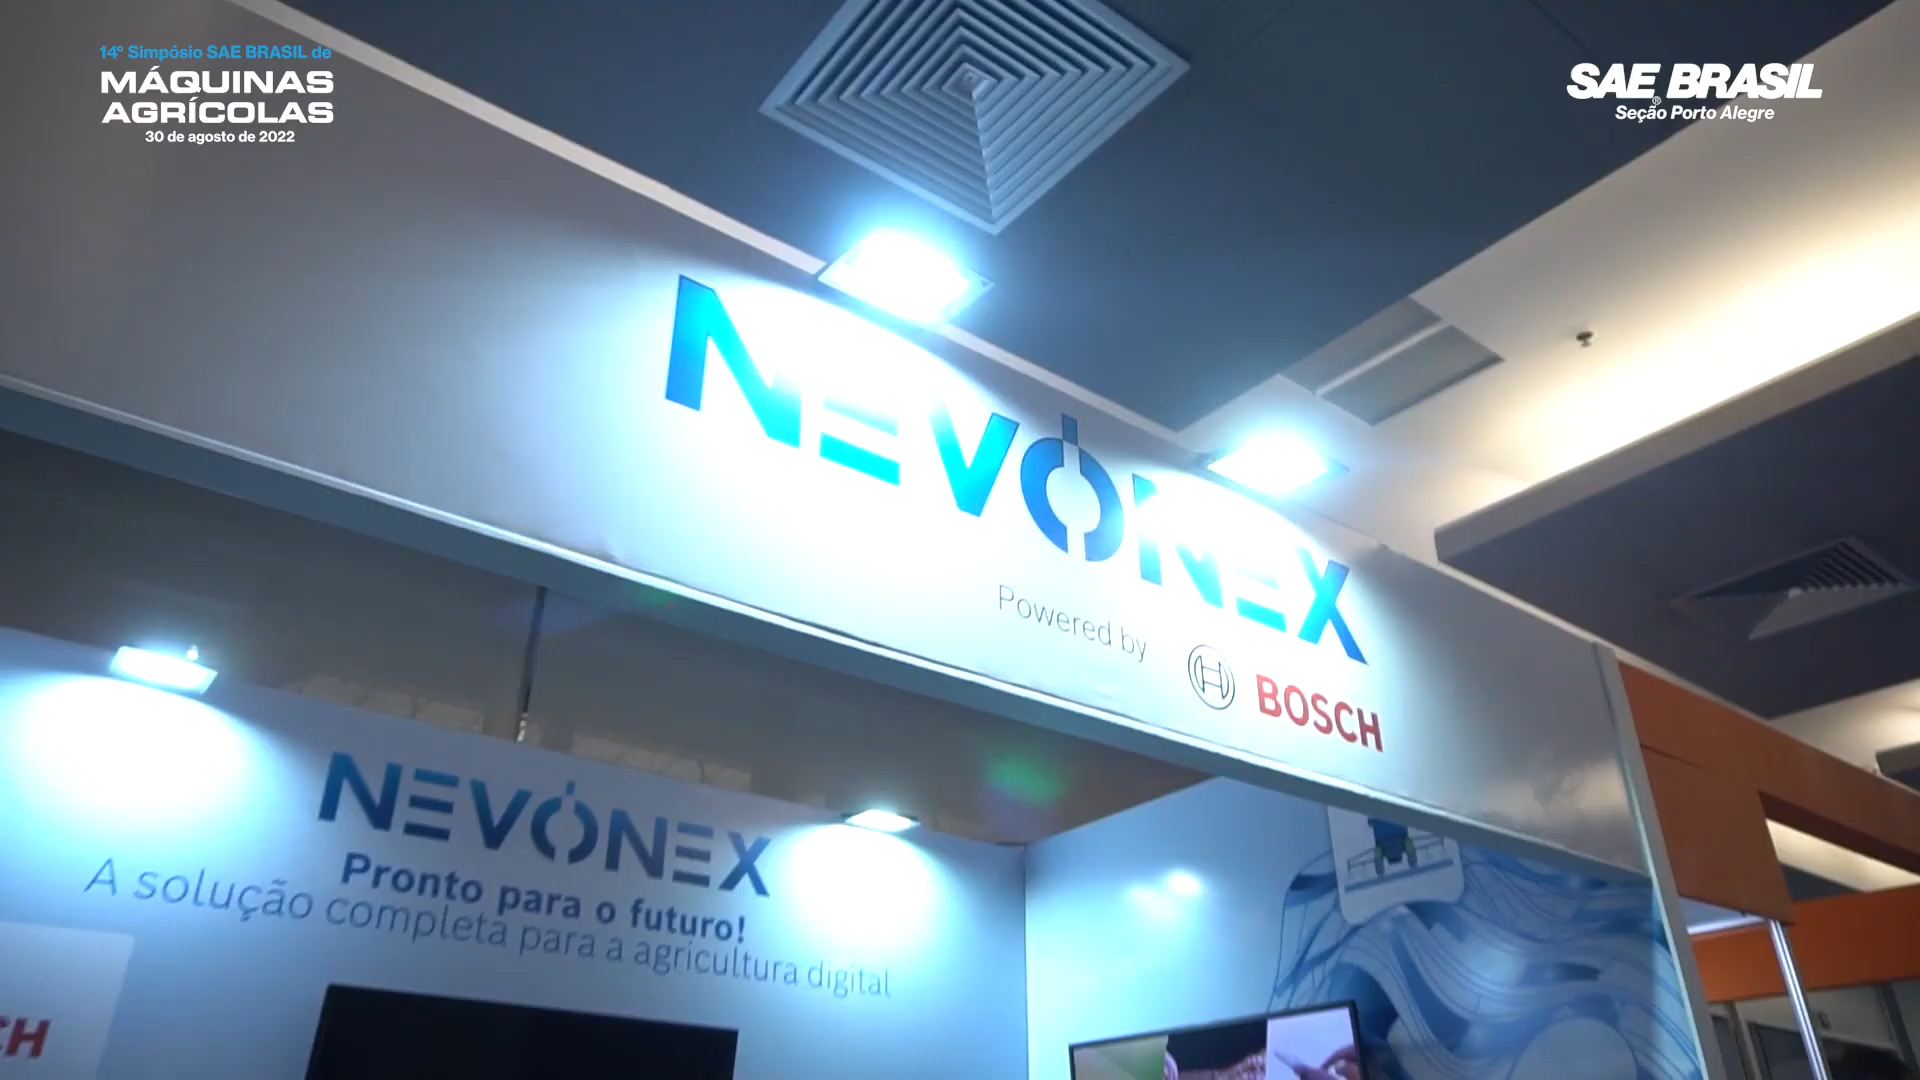 14º Simpósio SAE BRASIL de
MÁQUINAS
AGRÍCOLAS
30 de agosto de 2022
SAE BRASIL
Seção Porto Alegre
NEVONEX
Powered by
BOSCH
NEVONEX
Pronto para o futuro!
A solução completa para a agricultura digital
CH